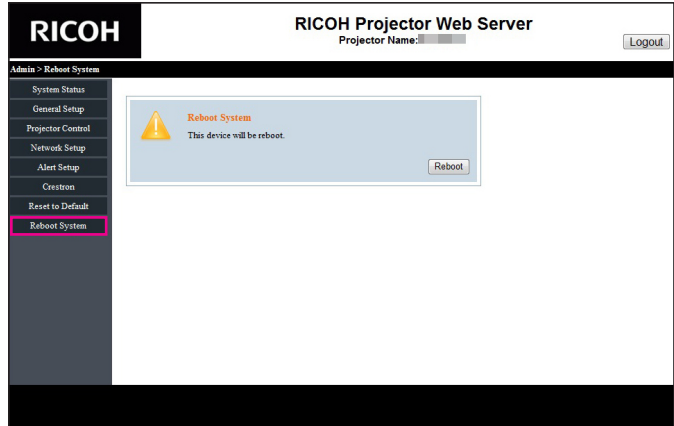 RICOH
RICOH Projector Web Server
Projector Name:
Logout
Admin > Reboot System
System Status
General Setup
Projector Control
Network Setup
Alert Setup
Crestron
Reset to Default
Reboot System
Reboot System
This device will be reboot.
Reboot